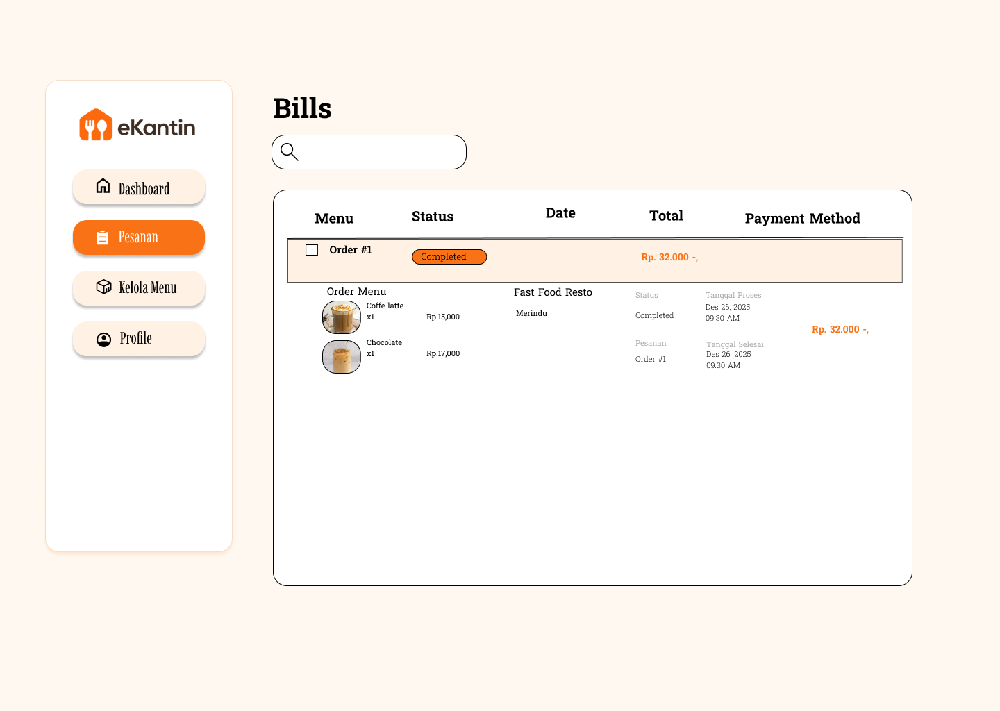 eKantin
Dashboard
Pesanan
Kelola Menu
Profile
Bills
Menu Status Date Total Payment Method
Order #1 Completed Rp. 32.000 -,
Order Menu
Coffe latte
x1 Rp.15,000
Chocolate
x1 Rp.17,000
Fast Food Resto
Merindu
Status
Completed
Pesanan
Order #1
Tanggal Proses
Des 26, 2025
09.30 AM
Tanggal Selesai
Des 26, 2025
09.30 AM
Rp. 32.000 -,